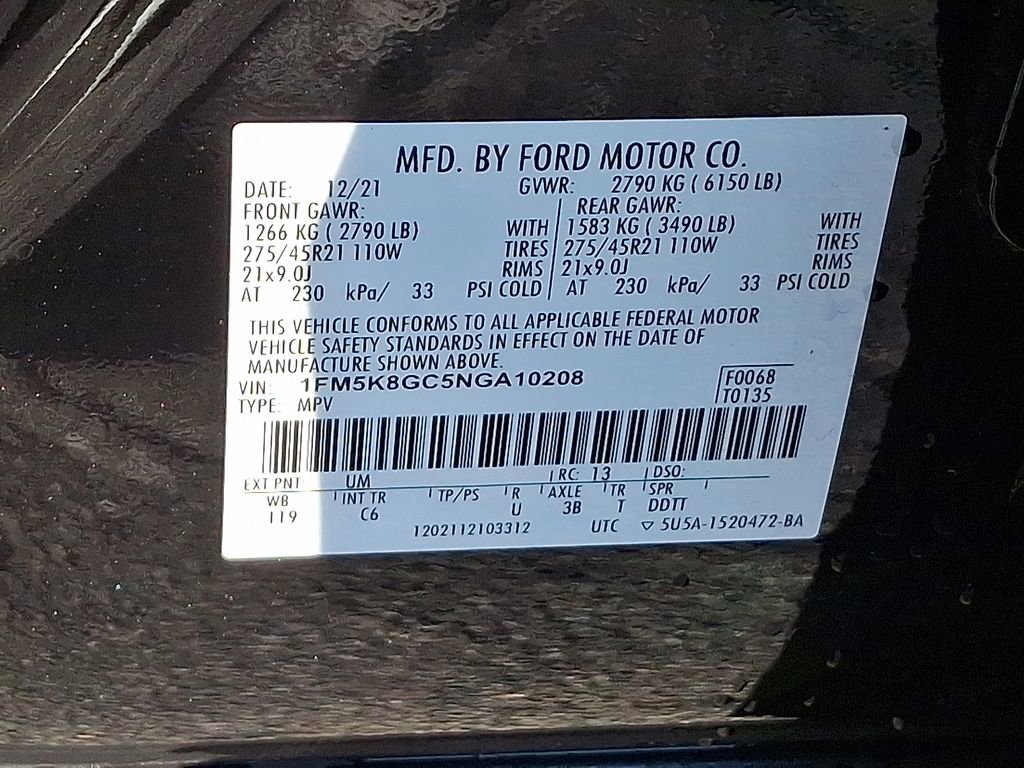 MFD. BY FORD MOTOR CO.
DATE: 12/21 GVWR: 2790 KG ( 6150 LB)
FRONT GAWR: REAR GAWR:
1266 KG ( 2790 LB) WITH 1583 KG ( 3490 LB) WITH
275/45R21 110W TIRES 275/45R21 110W TIRES
21x9.0J RIMS 21x9.0J RIMS
AT 230 kPa/ 33 PSI COLD AT 230 kPa/ 33 PSI COLD
THIS VEHICLE CONFORMS TO ALL APPLICABLE FEDERAL MOTOR
VEHICLE SAFETY STANDARDS IN EFFECT ON THE DATE OF
MANUFACTURE SHOWN ABOVE.
VIN: 1FM5K8GC5NGA10208 F0068
TYPE: MPV T0135
EXT PNT: UM RC: 13 DSO:
WB INT TR TP/PS R AXLE TR SPR
119 C6 U 3B T DDTT
1202112103312 UTC ▽ 5U5A-1520472-BA